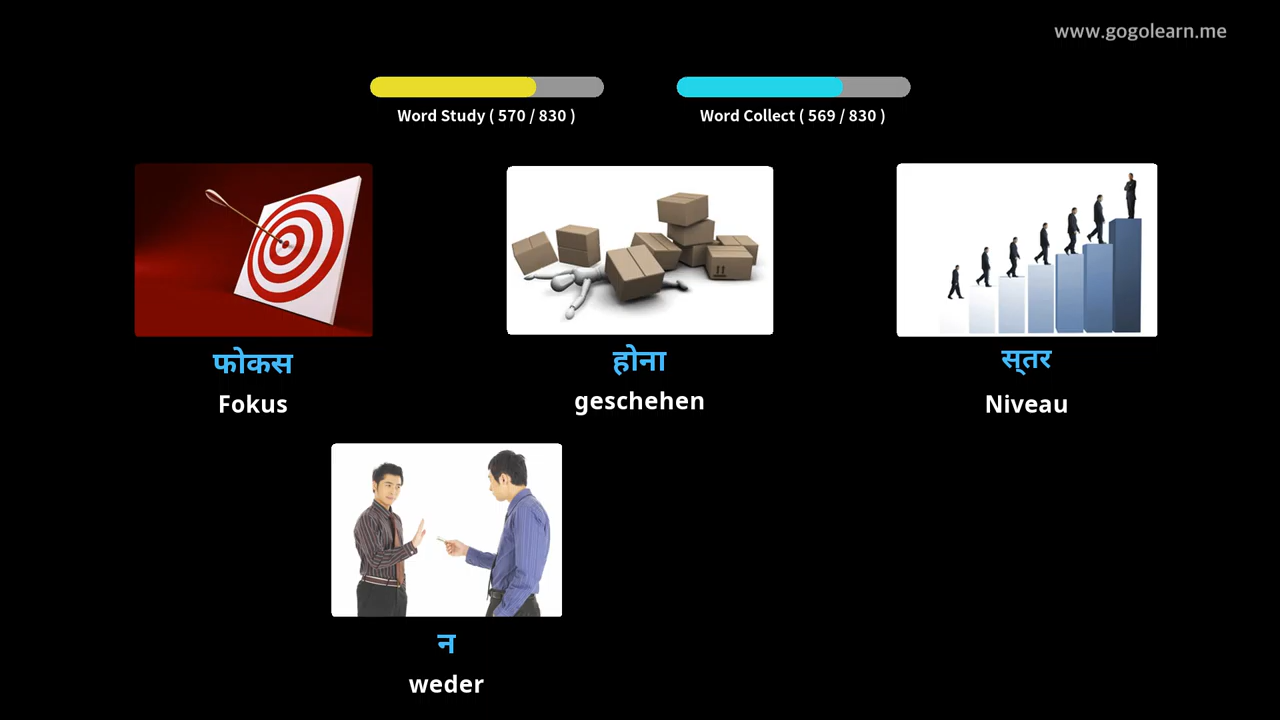 www.gogolearn.me
Word Study ( 570 / 830 )
Word Collect ( 569 / 830 )
फोकस
Fokus
होना
geschehen
स्तर
Niveau
न
weder